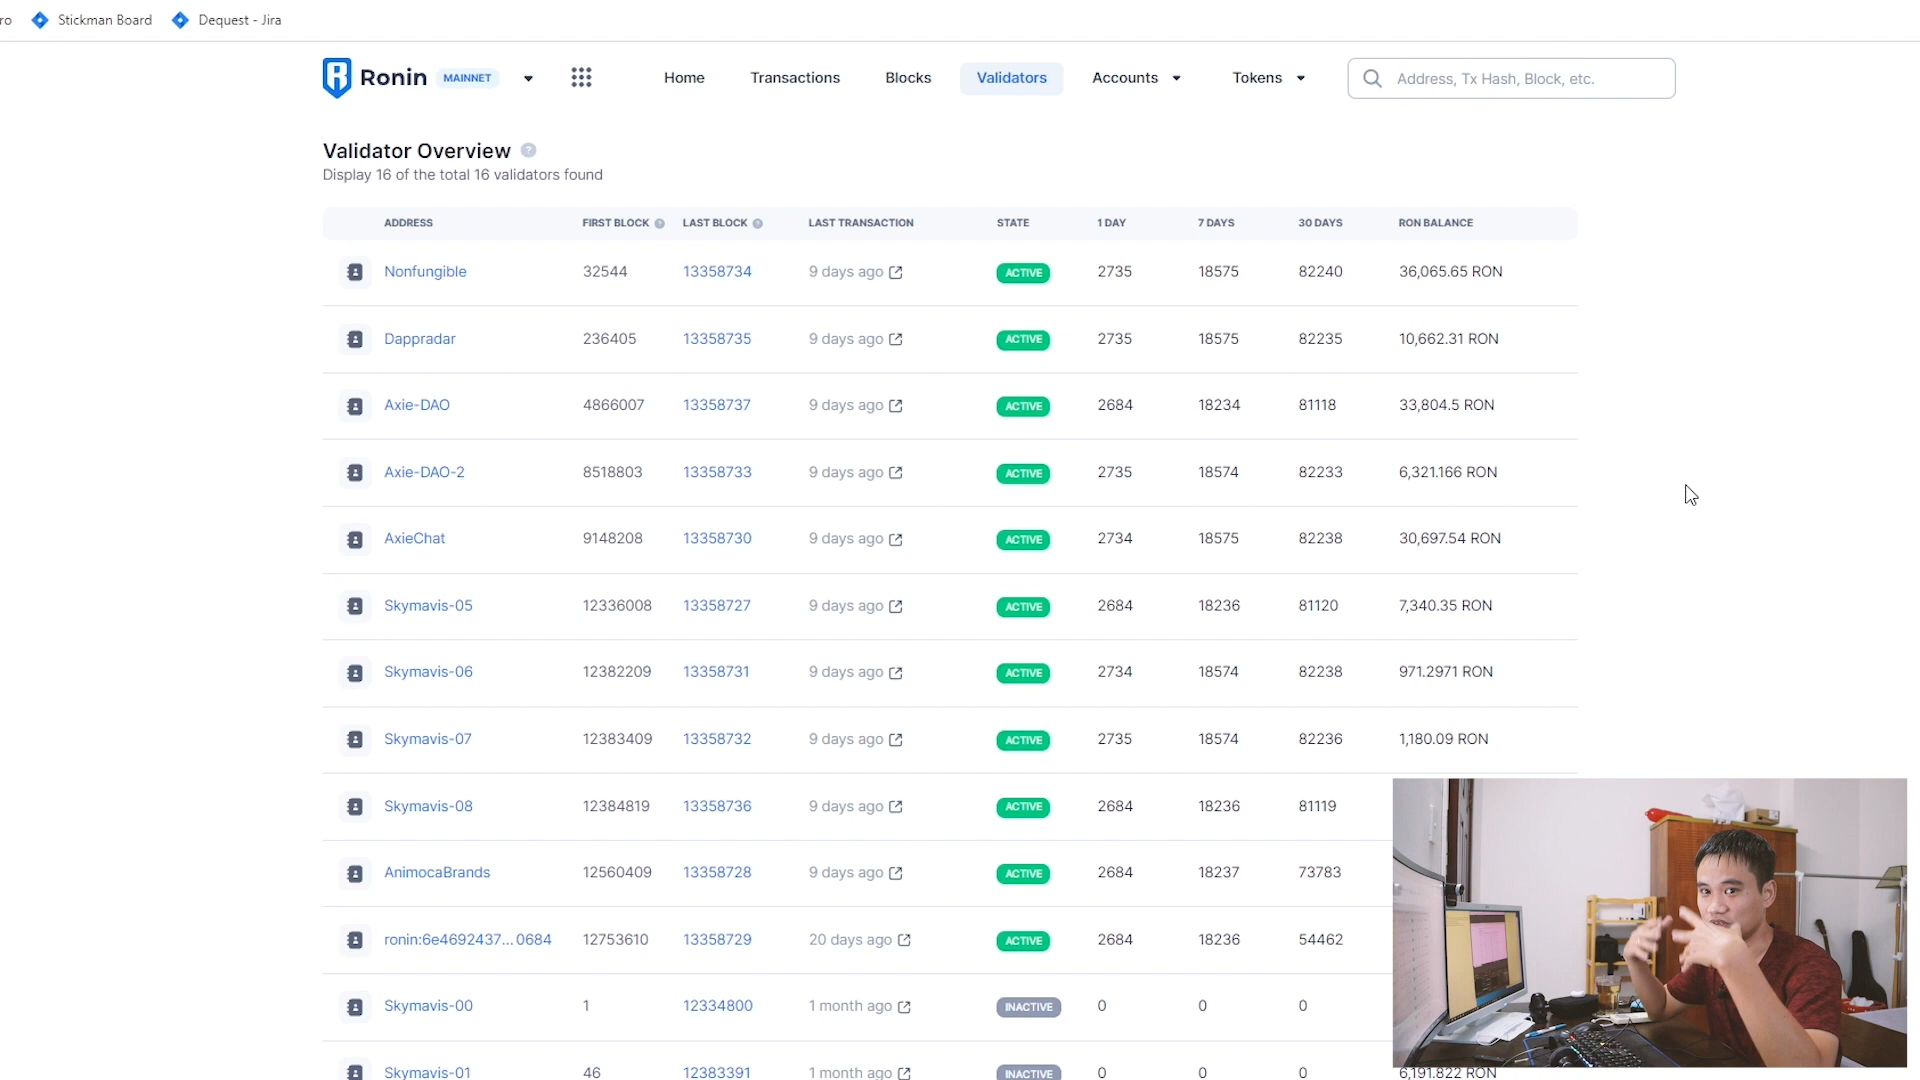 ro Stickman Board Dequest - Jira
Ronin MAINNET Home Transactions Blocks Validators Accounts Tokens Address, Tx Hash, Block, etc.
Validator Overview ?
Display 16 of the total 16 validators found
ADDRESS FIRST BLOCK ? LAST BLOCK ? LAST TRANSACTION STATE 1 DAY 7 DAYS 30 DAYS RON BALANCE
Nonfungible 32544 13358734 9 days ago ACTIVE 2735 18575 82240 36,065.65 RON
Dappradar 236405 13358735 9 days ago ACTIVE 2735 18575 82235 10,662.31 RON
Axie-DAO 4866007 13358737 9 days ago ACTIVE 2684 18234 81118 33,804.5 RON
Axie-DAO-2 8518803 13358733 9 days ago ACTIVE 2735 18574 82233 6,321.166 RON
AxieChat 9148208 13358730 9 days ago ACTIVE 2734 18575 82238 30,697.54 RON
Skymavis-05 12336008 13358727 9 days ago ACTIVE 2684 18236 81120 7,340.35 RON
Skymavis-06 12382209 13358731 9 days ago ACTIVE 2734 18574 82238 971.2971 RON
Skymavis-07 12383409 13358732 9 days ago ACTIVE 2735 18574 82236 1,180.09 RON
Skymavis-08 12384819 13358736 9 days ago ACTIVE 2684 18236 81119
AnimocaBrands 12560409 13358728 9 days ago ACTIVE 2684 18237 73783
ronin:6e4692437...0684 12753610 13358729 20 days ago ACTIVE 2684 18236 54462
Skymavis-00 1 12334800 1 month ago INACTIVE 0 0 0
Skymavis-01 46 12383391 1 month ago INACTIVE 0 0 0 6,191.822 RON